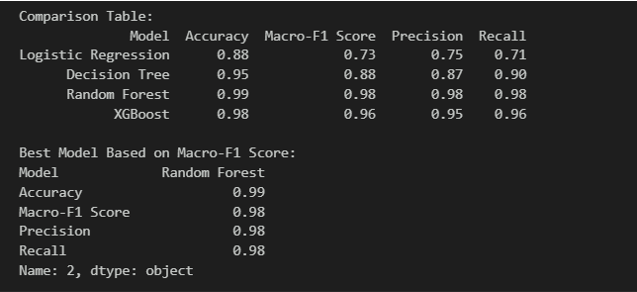 Comparison Table:
Model Accuracy Macro-F1 Score Precision Recall
Logistic Regression 0.88 0.73 0.75 0.71
Decision Tree 0.95 0.88 0.87 0.90
Random Forest 0.99 0.98 0.98 0.98
XGBoost 0.98 0.96 0.95 0.96
Best Model Based on Macro-F1 Score:
Model Random Forest
Accuracy 0.99
Macro-F1 Score 0.98
Precision 0.98
Recall 0.98
Name: 2, dtype: object